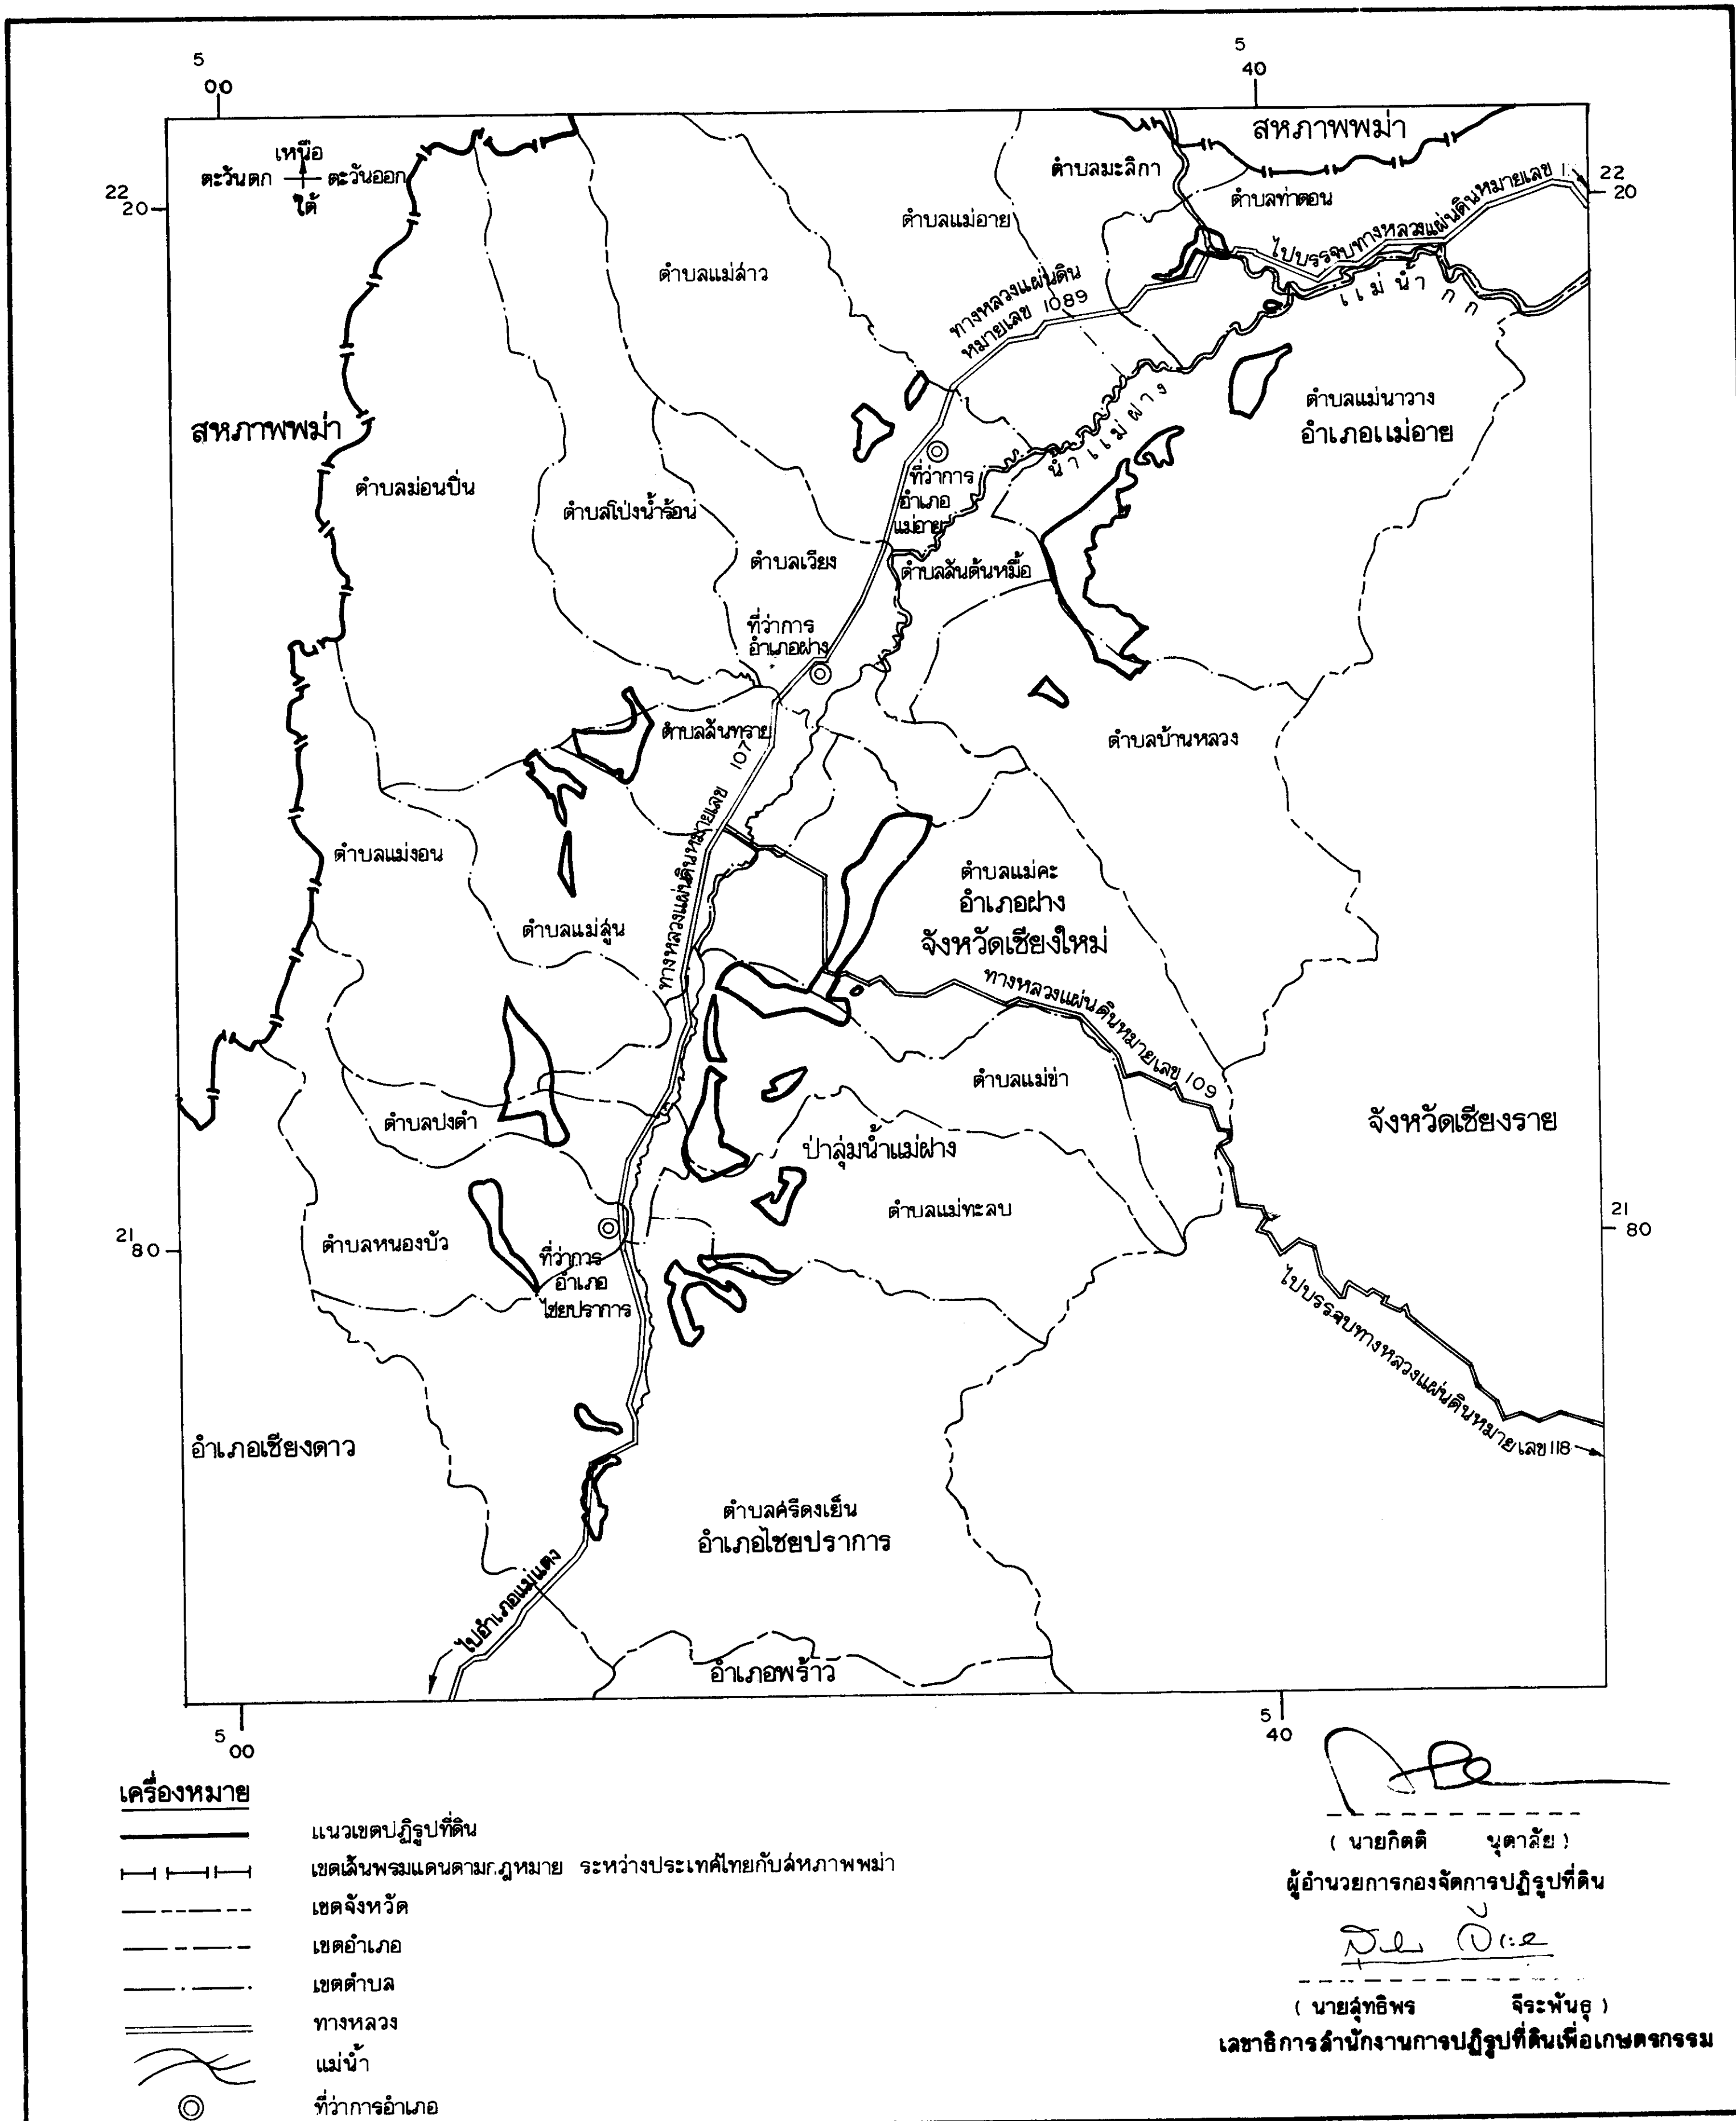 5
00
5
40
สหภาพพม่า
เหนือ
ตะวันตก ตะวันออก
ใต้
ตำบลมะลิกา
ตำบลท่าตอน
22
20
22
20
ตำบลแม่อาย
ไปบรรจบทางหลวงแผ่นดินหมายเลข
ตำบลแม่ส่าว
ทางหลวงแผ่นดิน
หมายเลข 1089
แม่น้ำกก
สหภาพพม่า
ตำบลแม่นาวาง
อำเภอแม่อาย
น้ำแม่ฝาง
ตำบลม่อนปิ่น
ตำบลโป่งน้ำร้อน
ที่ว่าการ
อำเภอ
แม่อาย
ตำบลเวียง
ตำบลสันต้นหมื้อ
ที่ว่าการ
อำเภอฝาง
ตำบลสันทราย
ตำบลบ้านหลวง
ทางหลวงแผ่นดินหมายเลข 107
ตำบลแม่งอน
ตำบลแม่คะ
อำเภอฝาง
จังหวัดเชียงใหม่
ตำบลแม่สูน
ทางหลวงแผ่นดินหมายเลข 109
ตำบลแม่ข่า
ตำบลปงตำ
จังหวัดเชียงราย
ป่าลุ่มน้ำแม่ฝาง
ตำบลแม่ทะลบ
21
80
21
80
ตำบลหนองบัว
ที่ว่าการ
อำเภอ
ไชยปราการ
ไปบรรจบทางหลวงแผ่นดินหมายเลข 118
อำเภอเชียงดาว
ตำบลศรีดงเย็น
อำเภอไชยปราการ
ไปอำเภอแม่แตง
อำเภอพร้าว
5
00
5
40
เครื่องหมาย
แนวเขตปฏิรูปที่ดิน
เขตเส้นพรมแดนตามกฎหมาย ระหว่างประเทศไทยกับสหภาพพม่า
เขตจังหวัด
เขตอำเภอ
เขตตำบล
ทางหลวง
แม่น้ำ
ที่ว่าการอำเภอ
( นายกิตติ นุตาลัย )
ผู้อำนวยการกองจัดการปฏิรูปที่ดิน
( นายสุทธิพร จีระพันธุ )
เลขาธิการสำนักงานการปฏิรูปที่ดินเพื่อเกษตรกรรม